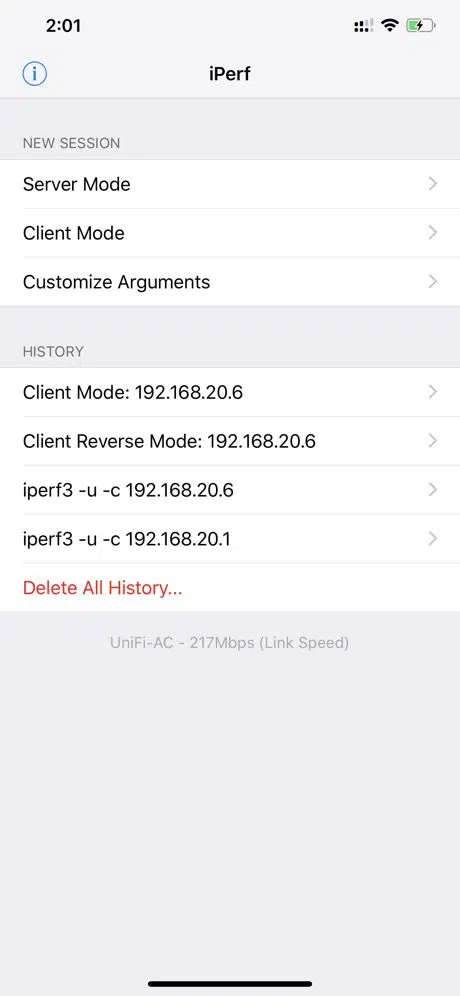 2:01
iPerf
NEW SESSION
Server Mode
Client Mode
Customize Arguments
HISTORY
Client Mode: 192.168.20.6
Client Reverse Mode: 192.168.20.6
iperf3 -u -c 192.168.20.6
iperf3 -u -c 192.168.20.1
Delete All History...
UniFi-AC - 217Mbps (Link Speed)